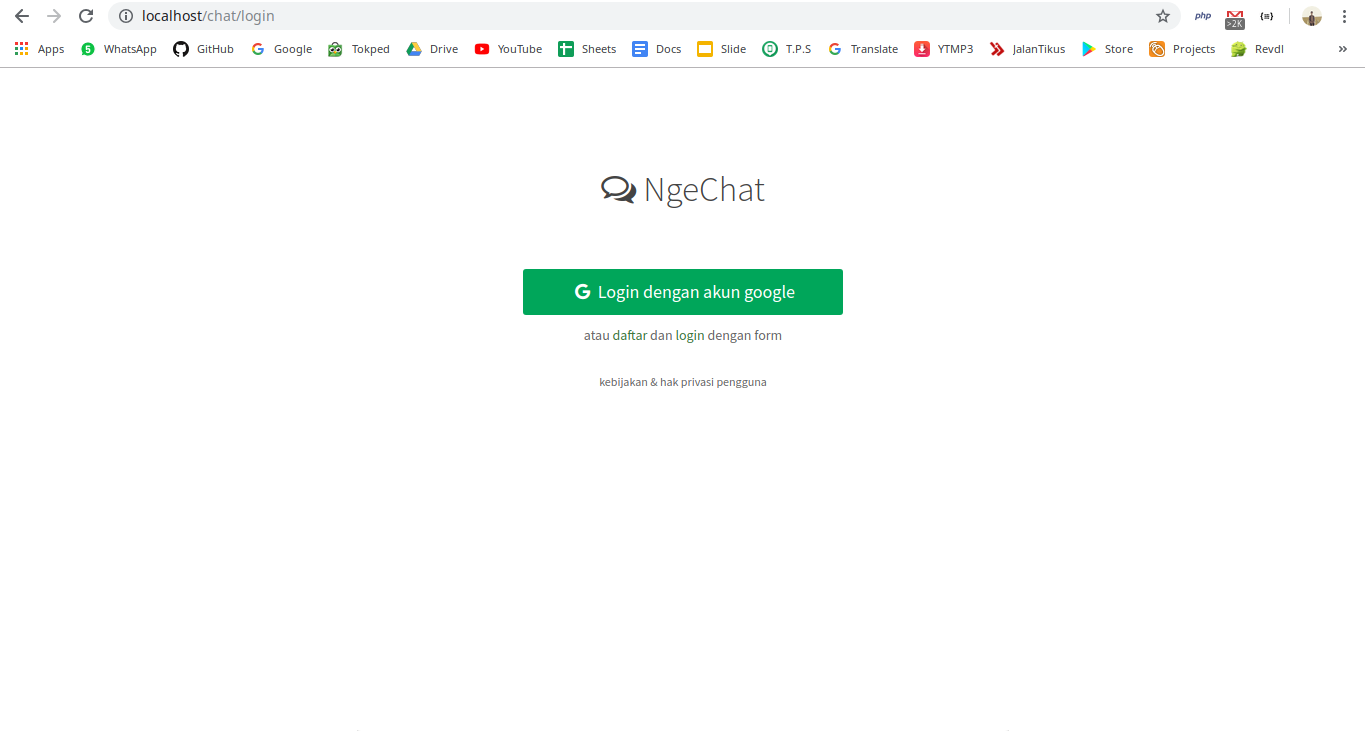 localhost/chat/login
php
>2K
{≡}
Apps WhatsApp GitHub Google Tokped Drive YouTube Sheets Docs Slide T.P.S Translate YTMP3 JalanTikus Store Projects Revdl »
NgeChat
G Login dengan akun google
atau daftar dan login dengan form
kebijakan & hak privasi pengguna